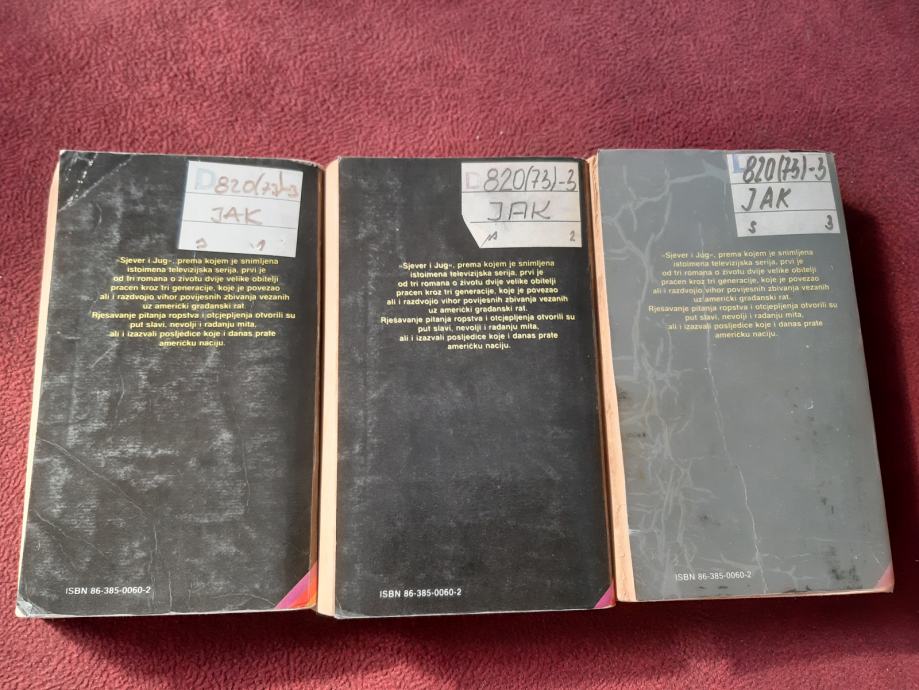 D820(73)-3
JAK
s 1
-Sjever i Jug-, prema kojem je snimljena
istoimena televizijska serija, prvi je
od tri romana o životu dvije velike obitelji
praćen kroz tri generacije, koje je povezao
ali i razdvojio vihor povijesnih zbivanja vezanih
uz američki građanski rat.
Rješavanje pitanja ropstva i otcjepljenja otvorili su
put slavi, nevolji i rađanju mita,
ali i izazvali posljedice koje i danas prate
američku naciju.
ISBN 86-385-0060-2
D820(73)-3
JAK
2
-Sjever i Jug-, prema kojem je snimljena
istoimena televizijska serija, prvi je
od tri romana o životu dvije velike obitelji
praćen kroz tri generacije, koje je povezao
ali i razdvojio vihor povijesnih zbivanja vezanih
uz američki građanski rat.
Rješavanje pitanja ropstva i otcjepljenja otvorili su
put slavi, nevolji i rađanju mita,
ali i izazvali posljedice koje i danas prate
američku naciju.
ISBN 86-385-0060-2
820(73)-3
JAK
S 3
-Sjever i Jug-, prema kojem je snimljena
istoimena televizijska serija, prvi je
od tri romana o životu dvije velike obitelji
praćen kroz tri generacije, koje je povezao
ali i razdvojio vihor povijesnih zbivanja vezanih
uz američki građanski rat.
Rješavanje pitanja ropstva i otcjepljenja otvorili su
put slavi, nevolji i rađanju mita,
ali i izazvali posljedice koje i danas prate
američku naciju.
ISBN 86-385-0060-2